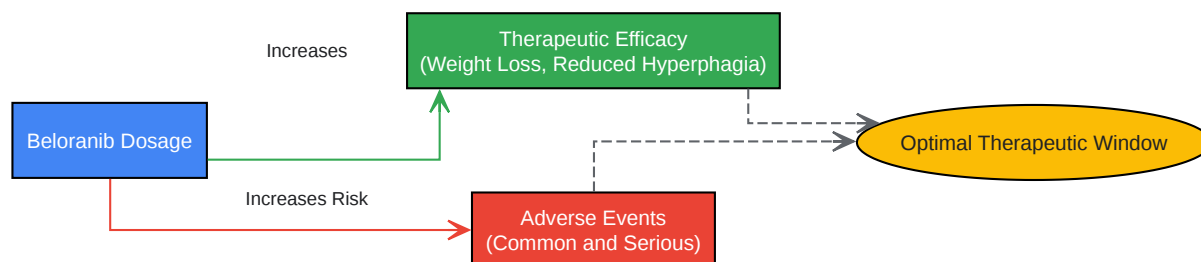 Increases
Therapeutic Efficacy
(Weight Loss, Reduced Hyperphagia)
Beloranib Dosage
Optimal Therapeutic Window
Increases Risk
Adverse Events
(Common and Serious)